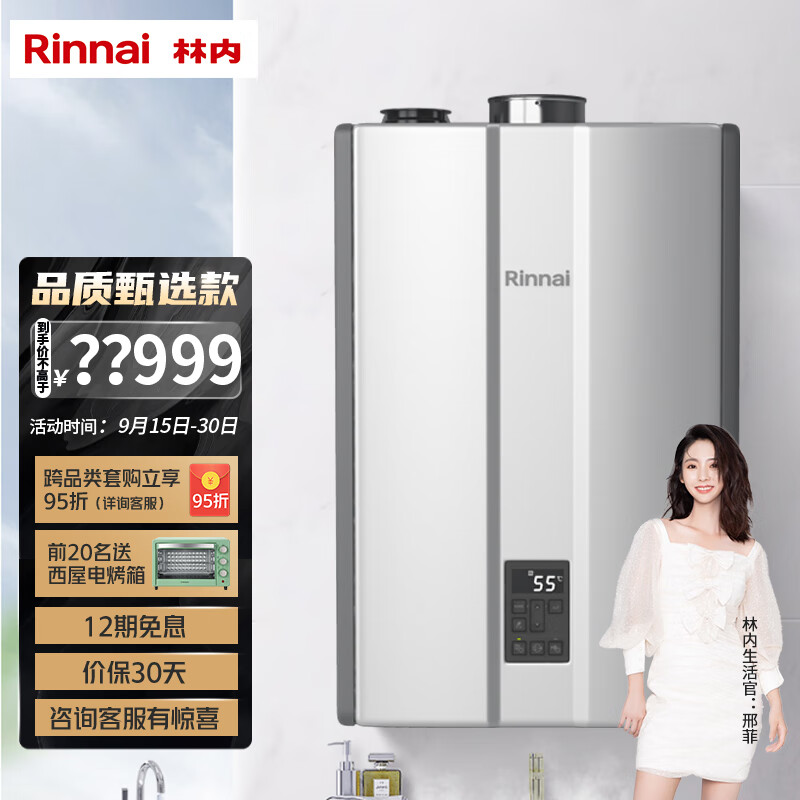 Rinnai 林内
Rinnai
品质甄选款
到手价不高于
¥??999
活动时间：9月15日-30日
跨品类套购立享
95折（详询客服）
¥
95折
前20名送
西屋电烤箱
12期免息
价保30天
咨询客服有惊喜
55℃
林内生活官：邢菲